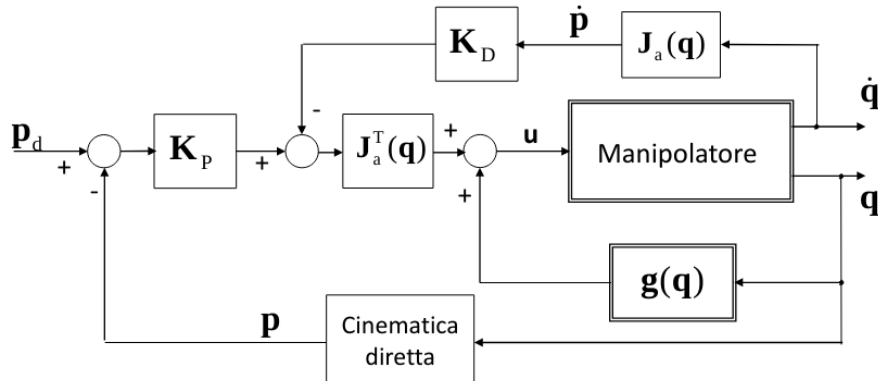 ṗ
K_D
J_a(q)
q̇
p_d
+
-
K_P
+
-
J_a^T(q)
+
+
u
Manipolatore
q
g(q)
p
Cinematica
diretta